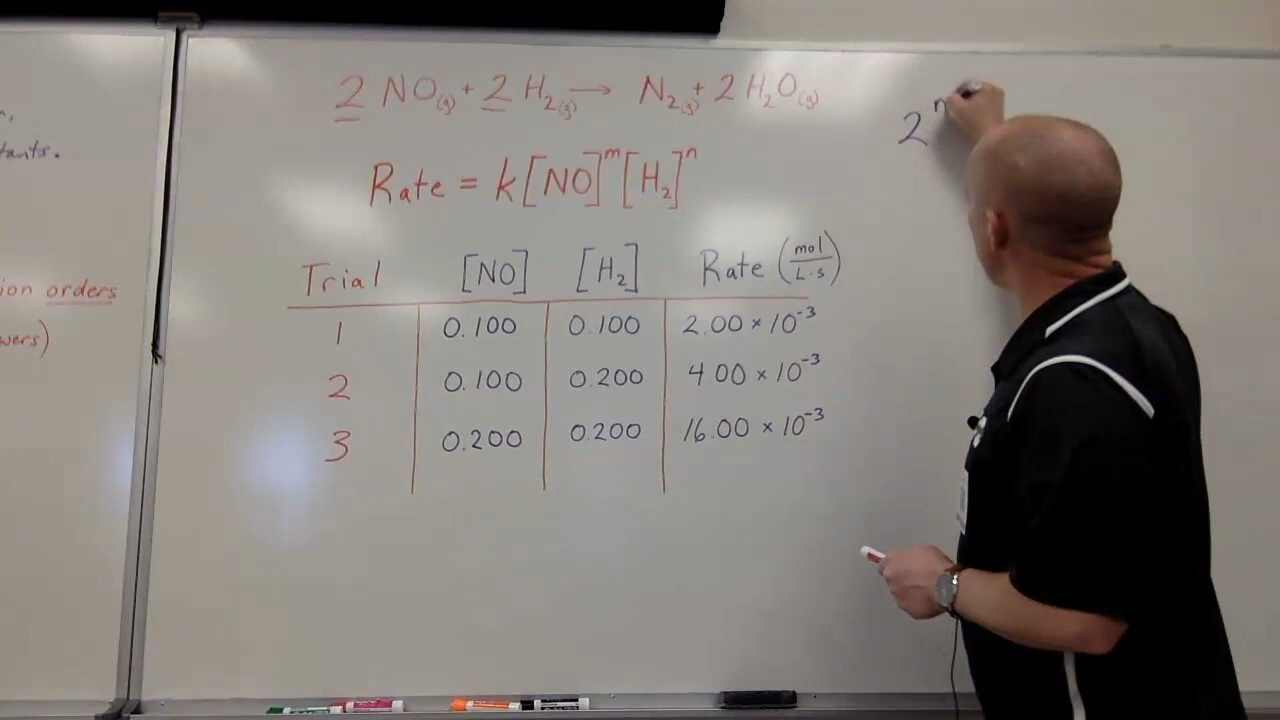 tants.
ion orders
wers)
2 NO(g) + 2 H₂(g) → N₂(g) + 2 H₂O(g)
Rate = k[NO]ᵐ[H₂]ⁿ
2ⁿ
Trial [NO] [H₂] Rate (mol/L·s)
1 0.100 0.100 2.00 × 10⁻³
2 0.100 0.200 4.00 × 10⁻³
3 0.200 0.200 16.00 × 10⁻³